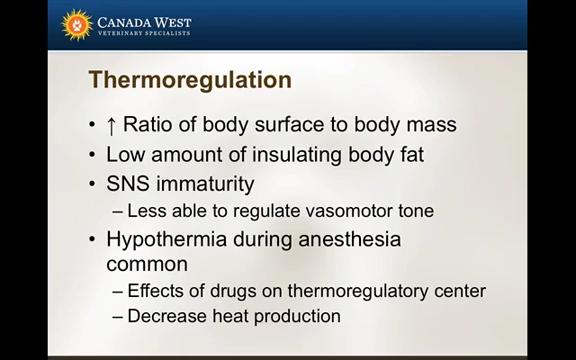 CANADA WEST
VETERINARY SPECIALISTS
Thermoregulation
• ↑ Ratio of body surface to body mass
• Low amount of insulating body fat
• SNS immaturity
– Less able to regulate vasomotor tone
• Hypothermia during anesthesia
common
– Effects of drugs on thermoregulatory center
– Decrease heat production